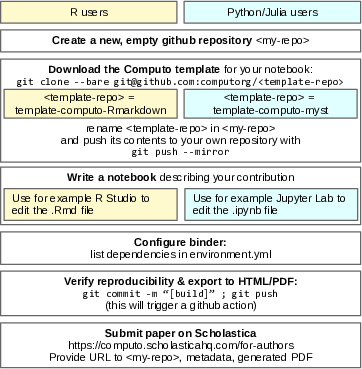 R users
Python/Julia users
Create a new, empty github repository <my-repo>
Download the Computo template for your notebook:
git clone --bare git@github.com:computorg/<template-repo>
<template-repo> =
template-computo-Rmarkdown
<template-repo> =
template-computo-myst
rename <template-repo> in <my-repo>
and push its contents to your own repository with
git push --mirror
Write a notebook describing your contribution
Use for example R Studio to
edit the .Rmd file
Use for example Jupyter Lab to
edit the .ipynb file
Configure binder:
list dependencies in environment.yml
Verify reproducibility & export to HTML/PDF:
git commit -m “[build]” ; git push
(this will trigger a github action)
Submit paper on Scholastica
https://computo.scholasticahq.com/for-authors
Provide URL to <my-repo>, metadata, generated PDF